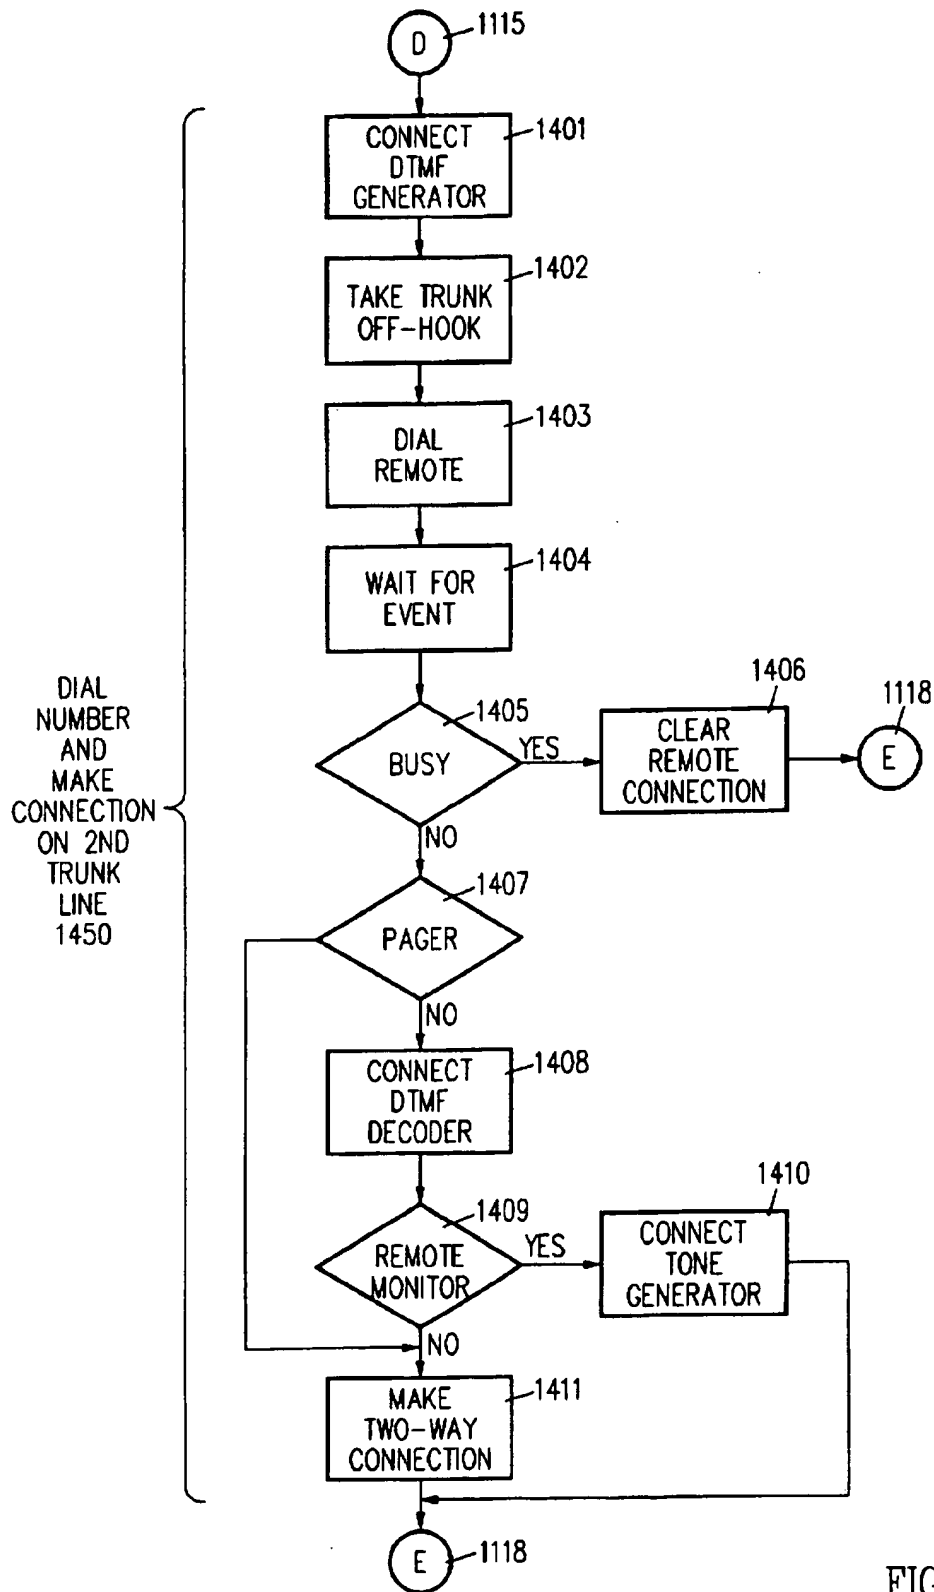 D
1115
CONNECT
DTMF
GENERATOR
1401
TAKE TRUNK
OFF-HOOK
1402
DIAL
REMOTE
1403
WAIT FOR
EVENT
1404
BUSY
1405
YES
CLEAR
REMOTE
CONNECTION
1406
E
1118
NO
DIAL
NUMBER
AND
MAKE
CONNECTION
ON 2ND
TRUNK
LINE
1450
PAGER
1407
NO
CONNECT
DTMF
DECODER
1408
REMOTE
MONITOR
1409
YES
CONNECT
TONE
GENERATOR
1410
NO
MAKE
TWO-WAY
CONNECTION
1411
E
1118
FIG